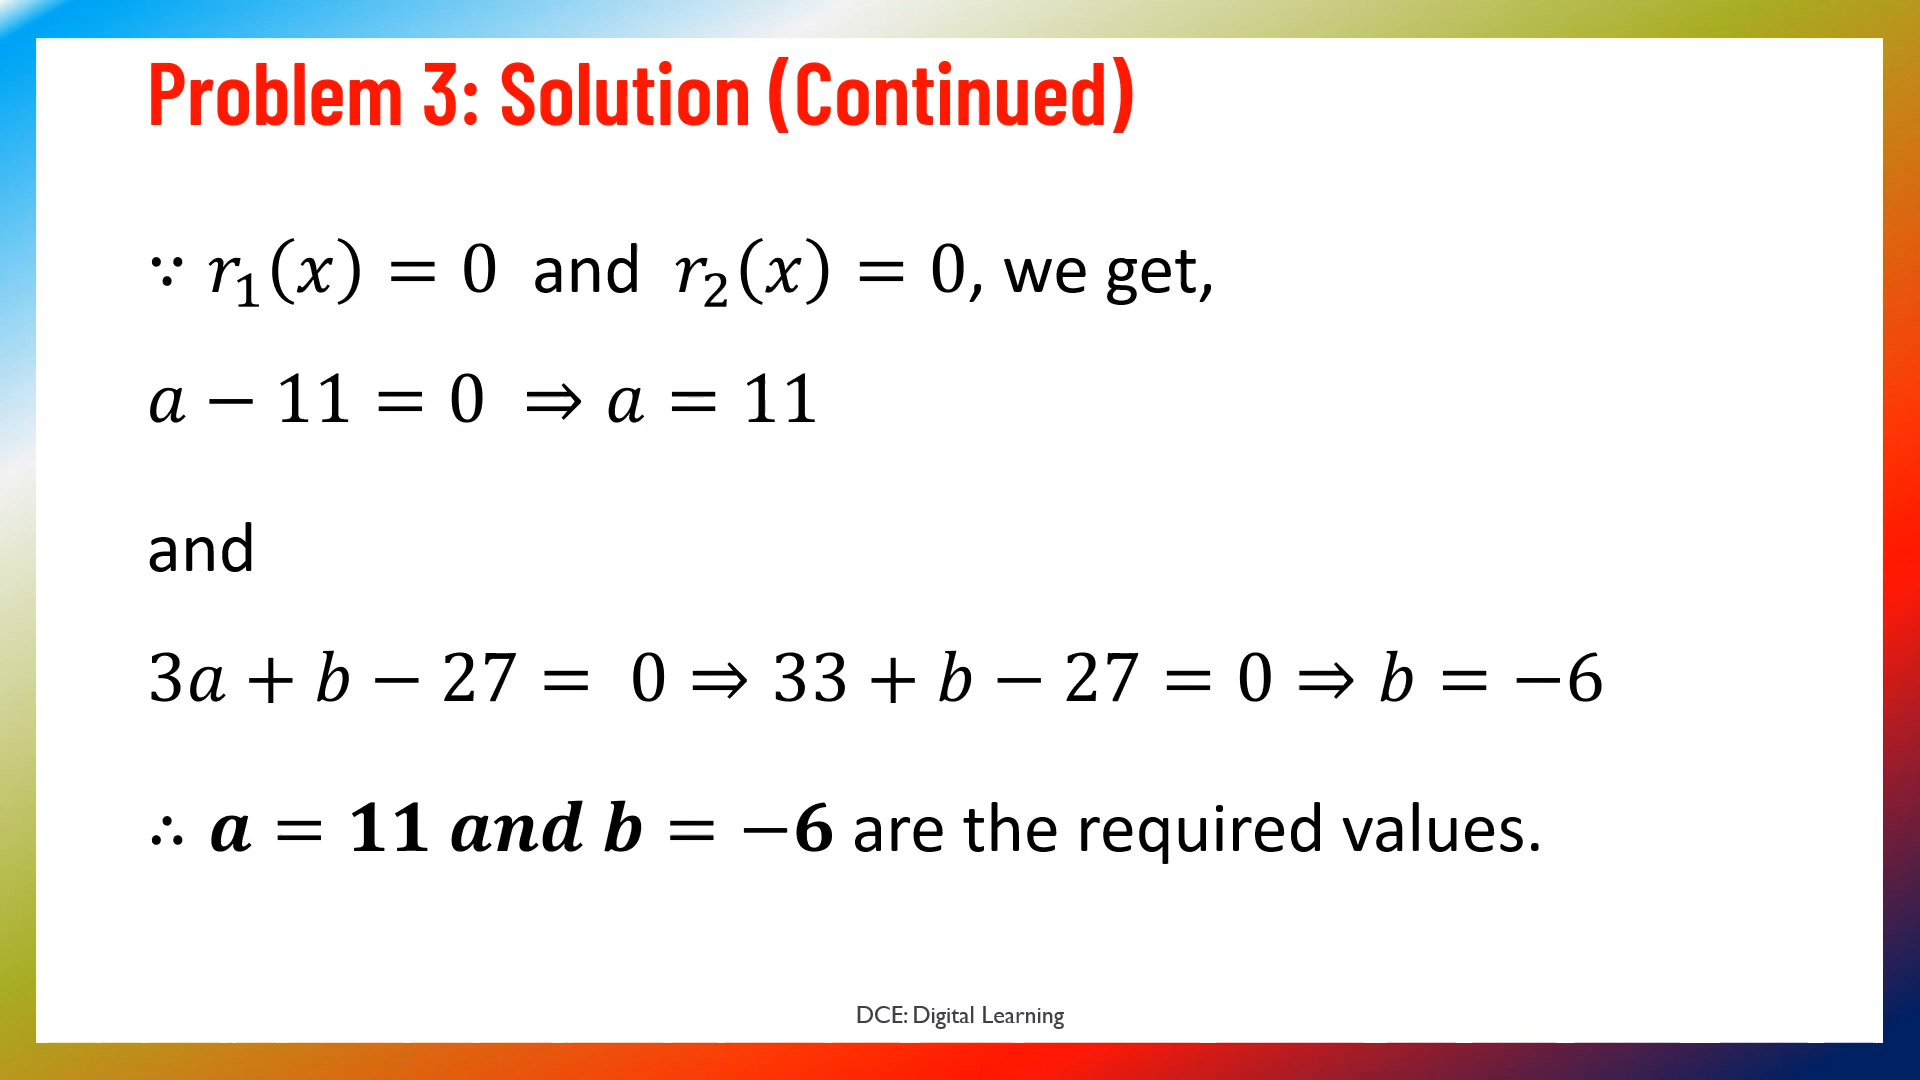 Problem 3: Solution (Continued)
∵ r₁(x) = 0 and r₂(x) = 0, we get,
a − 11 = 0 ⇒ a = 11
and
3a + b − 27 = 0 ⇒ 33 + b − 27 = 0 ⇒ b = −6
∴ a = 11 and b = −6 are the required values.
DCE: Digital Learning